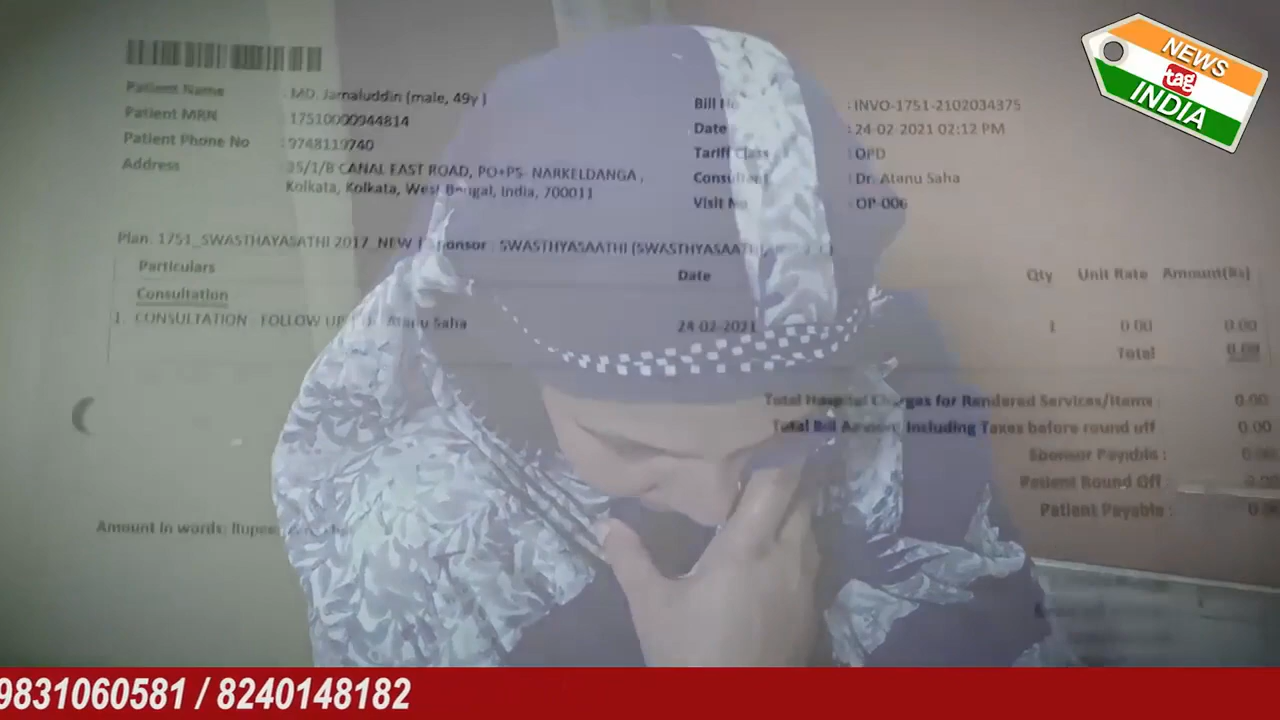 NEWS
tag
INDIA
Patient Name : MD. Jamaluddin (male, 49y )
Patient MRN : 17510000944814
Patient Phone No : 9748119740
Address : 35/1/B CANAL EAST ROAD, PO+PS- NARKELDANGA ,
Kolkata, Kolkata, West Bengal, India, 700011
Bill No : INVO-1751-2102034375
Date : 24-02-2021 02:12 PM
Tariff Class : OPD
Consultant : Dr. Atanu Saha
Visit No : OP-006
Plan. 1751_SWASTHAYASATHI 2017_NEW | Sponsor : SWASTHYASAATHI
Particulars Date Qty Unit Rate Amount(Rs)
Consultation
1. CONSULTATION - FOLLOW UP Atanu Saha 24-02-2021 1 0.00 0.00
Total 0.00
Total Hospital Charges for Rendered Services/Items : 0.00
Total Bill Amount Including Taxes before round off 0.00
Sponsor Payable : 0.00
Patient Round Off : 0.00
Patient Payable :
Amount in words: Rupees
9831060581 / 8240148182